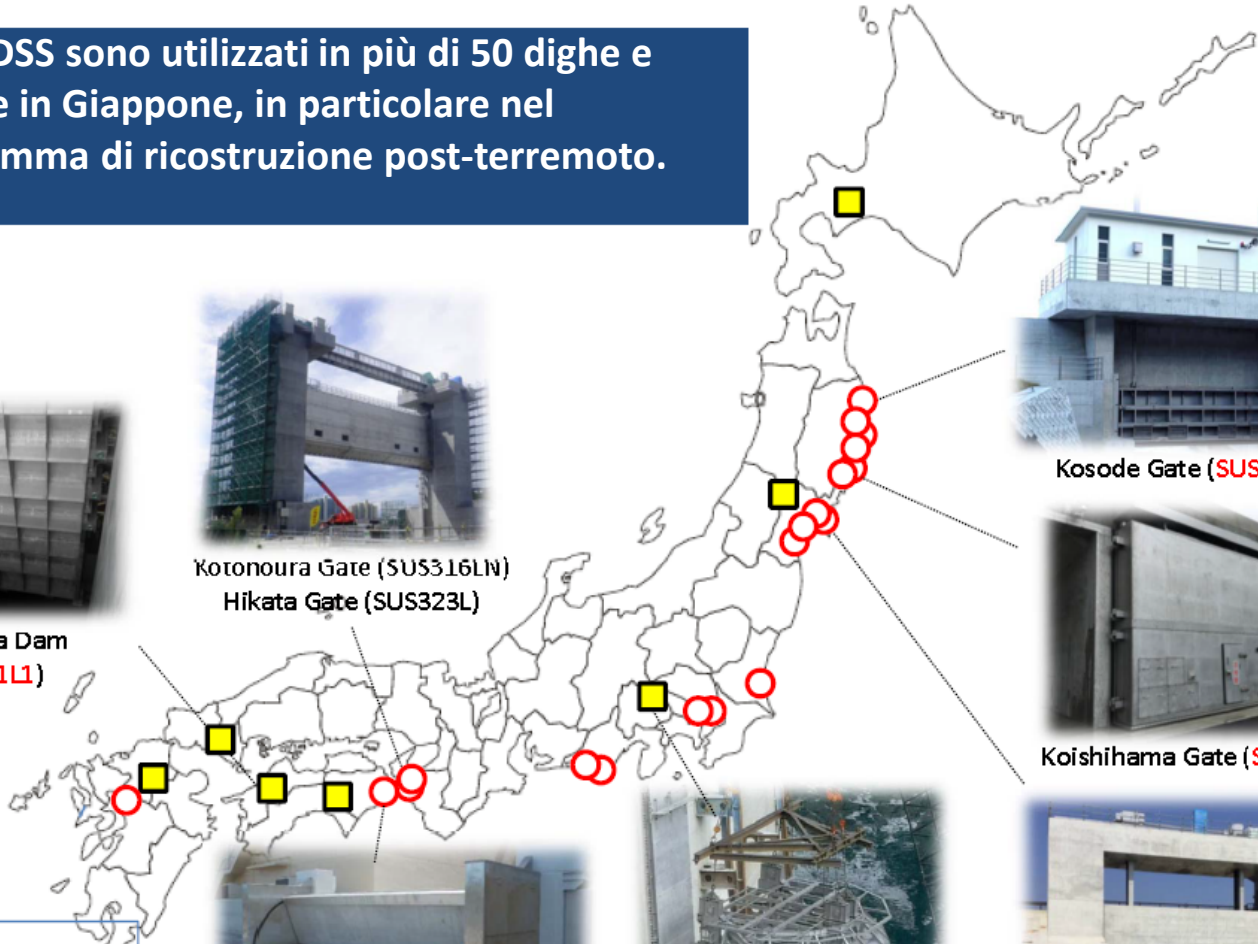 DSS sono utilizzati in più di 50 dighe e
e in Giappone, in particolare nel
mma di ricostruzione post-terremoto.
Kosode Gate (SUS
Kotonoura Gate (SUS316LN)
Hikata Gate (SUS323L)
a Dam
1L1)
Koishihama Gate (S